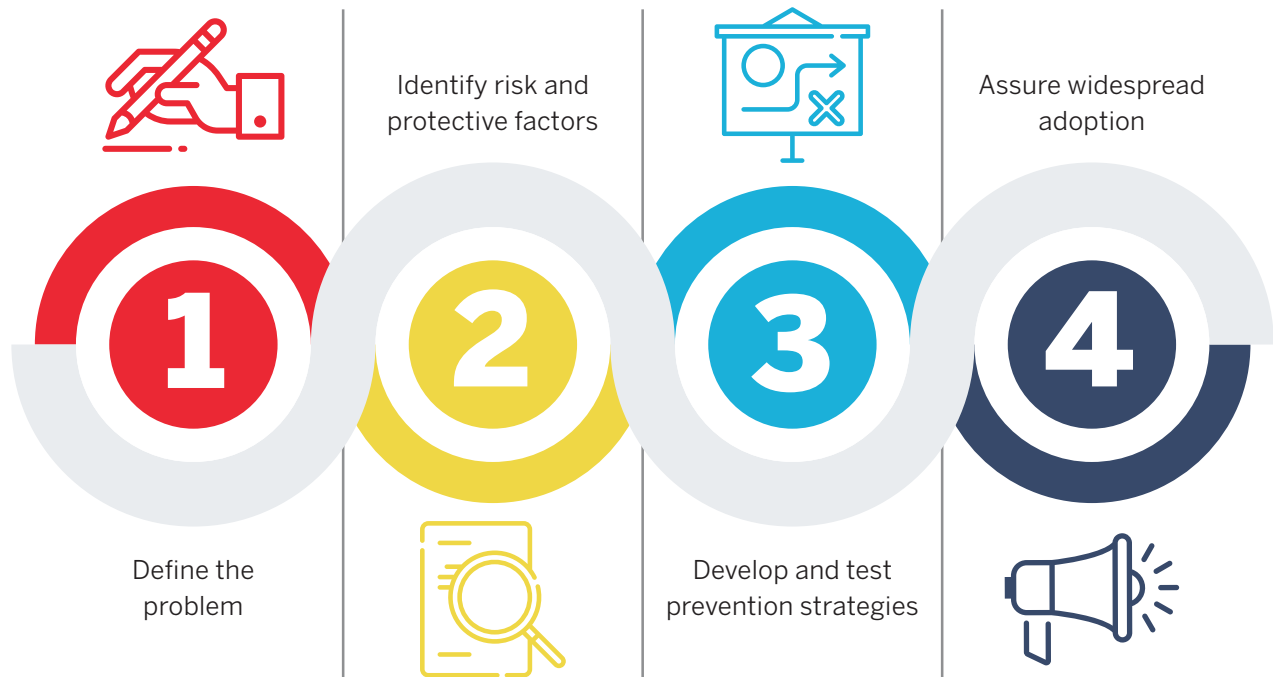 1
Define the
problem
Identify risk and
protective factors
2
3
Develop and test
prevention strategies
Assure widespread
adoption
4